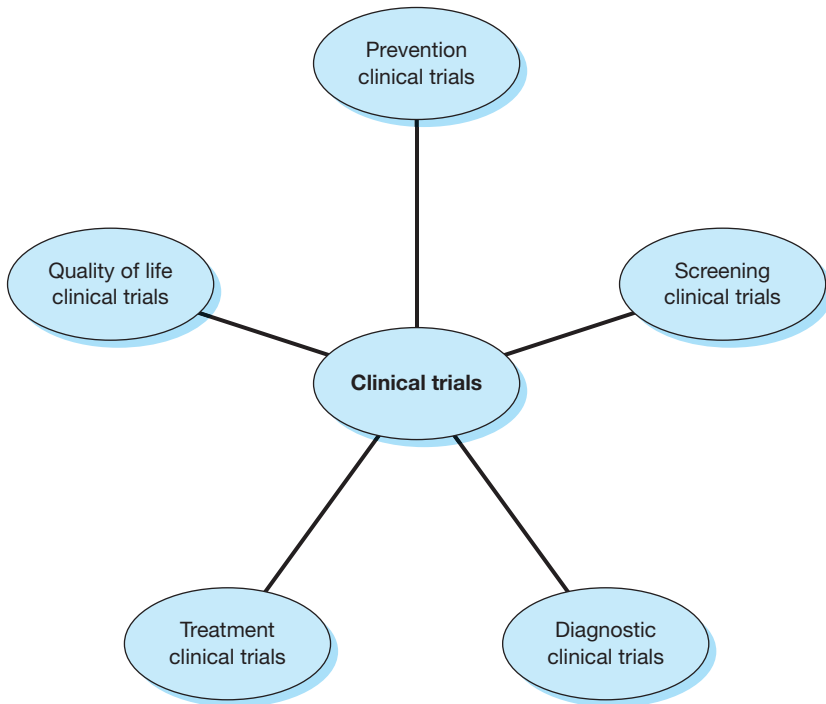 Prevention
clinical trials
Quality of life
clinical trials
Screening
clinical trials
Clinical trials
Treatment
clinical trials
Diagnostic
clinical trials